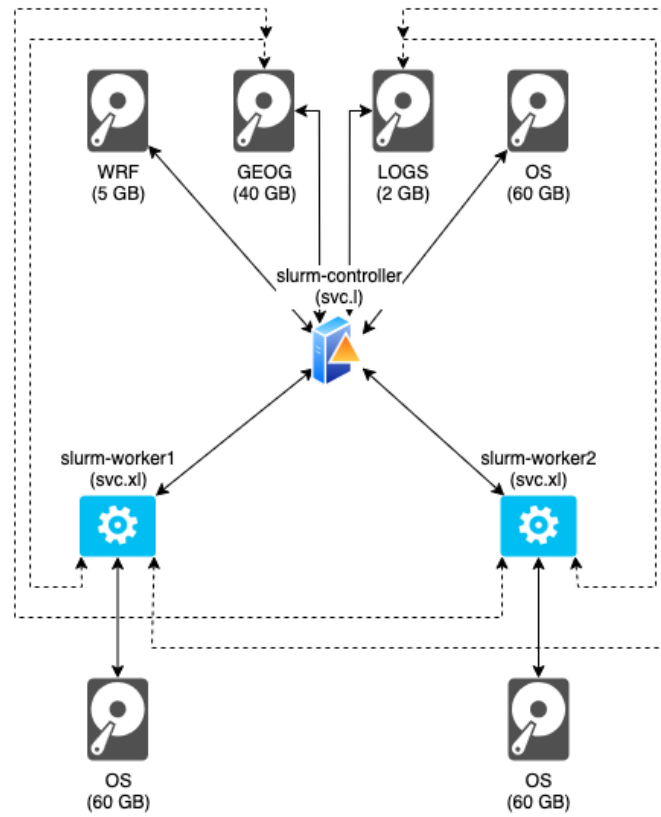 WRF
(5 GB)
GEOG
(40 GB)
LOGS
(2 GB)
OS
(60 GB)
slurm-controller
(svc.l)
slurm-worker1
(svc.xl)
slurm-worker2
(svc.xl)
OS
(60 GB)
OS
(60 GB)